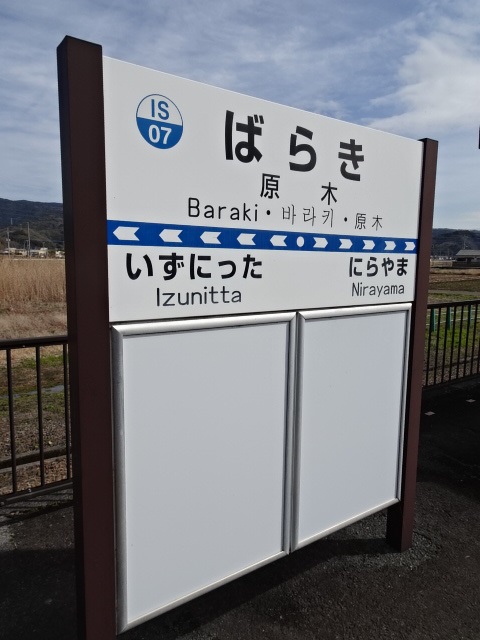 IS
07
ばらき
原木
Baraki・바라키・原木
いずにった にらやま
Izunitta Nirayama